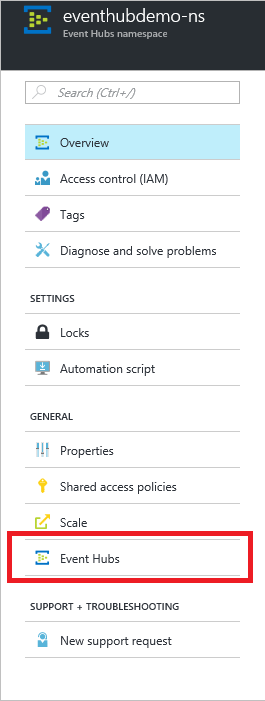 eventhubdemo-ns
Event Hubs namespace
Search (Ctrl+/)
Overview
Access control (IAM)
Tags
Diagnose and solve problems
SETTINGS
Locks
Automation script
GENERAL
Properties
Shared access policies
Scale
Event Hubs
SUPPORT + TROUBLESHOOTING
New support request